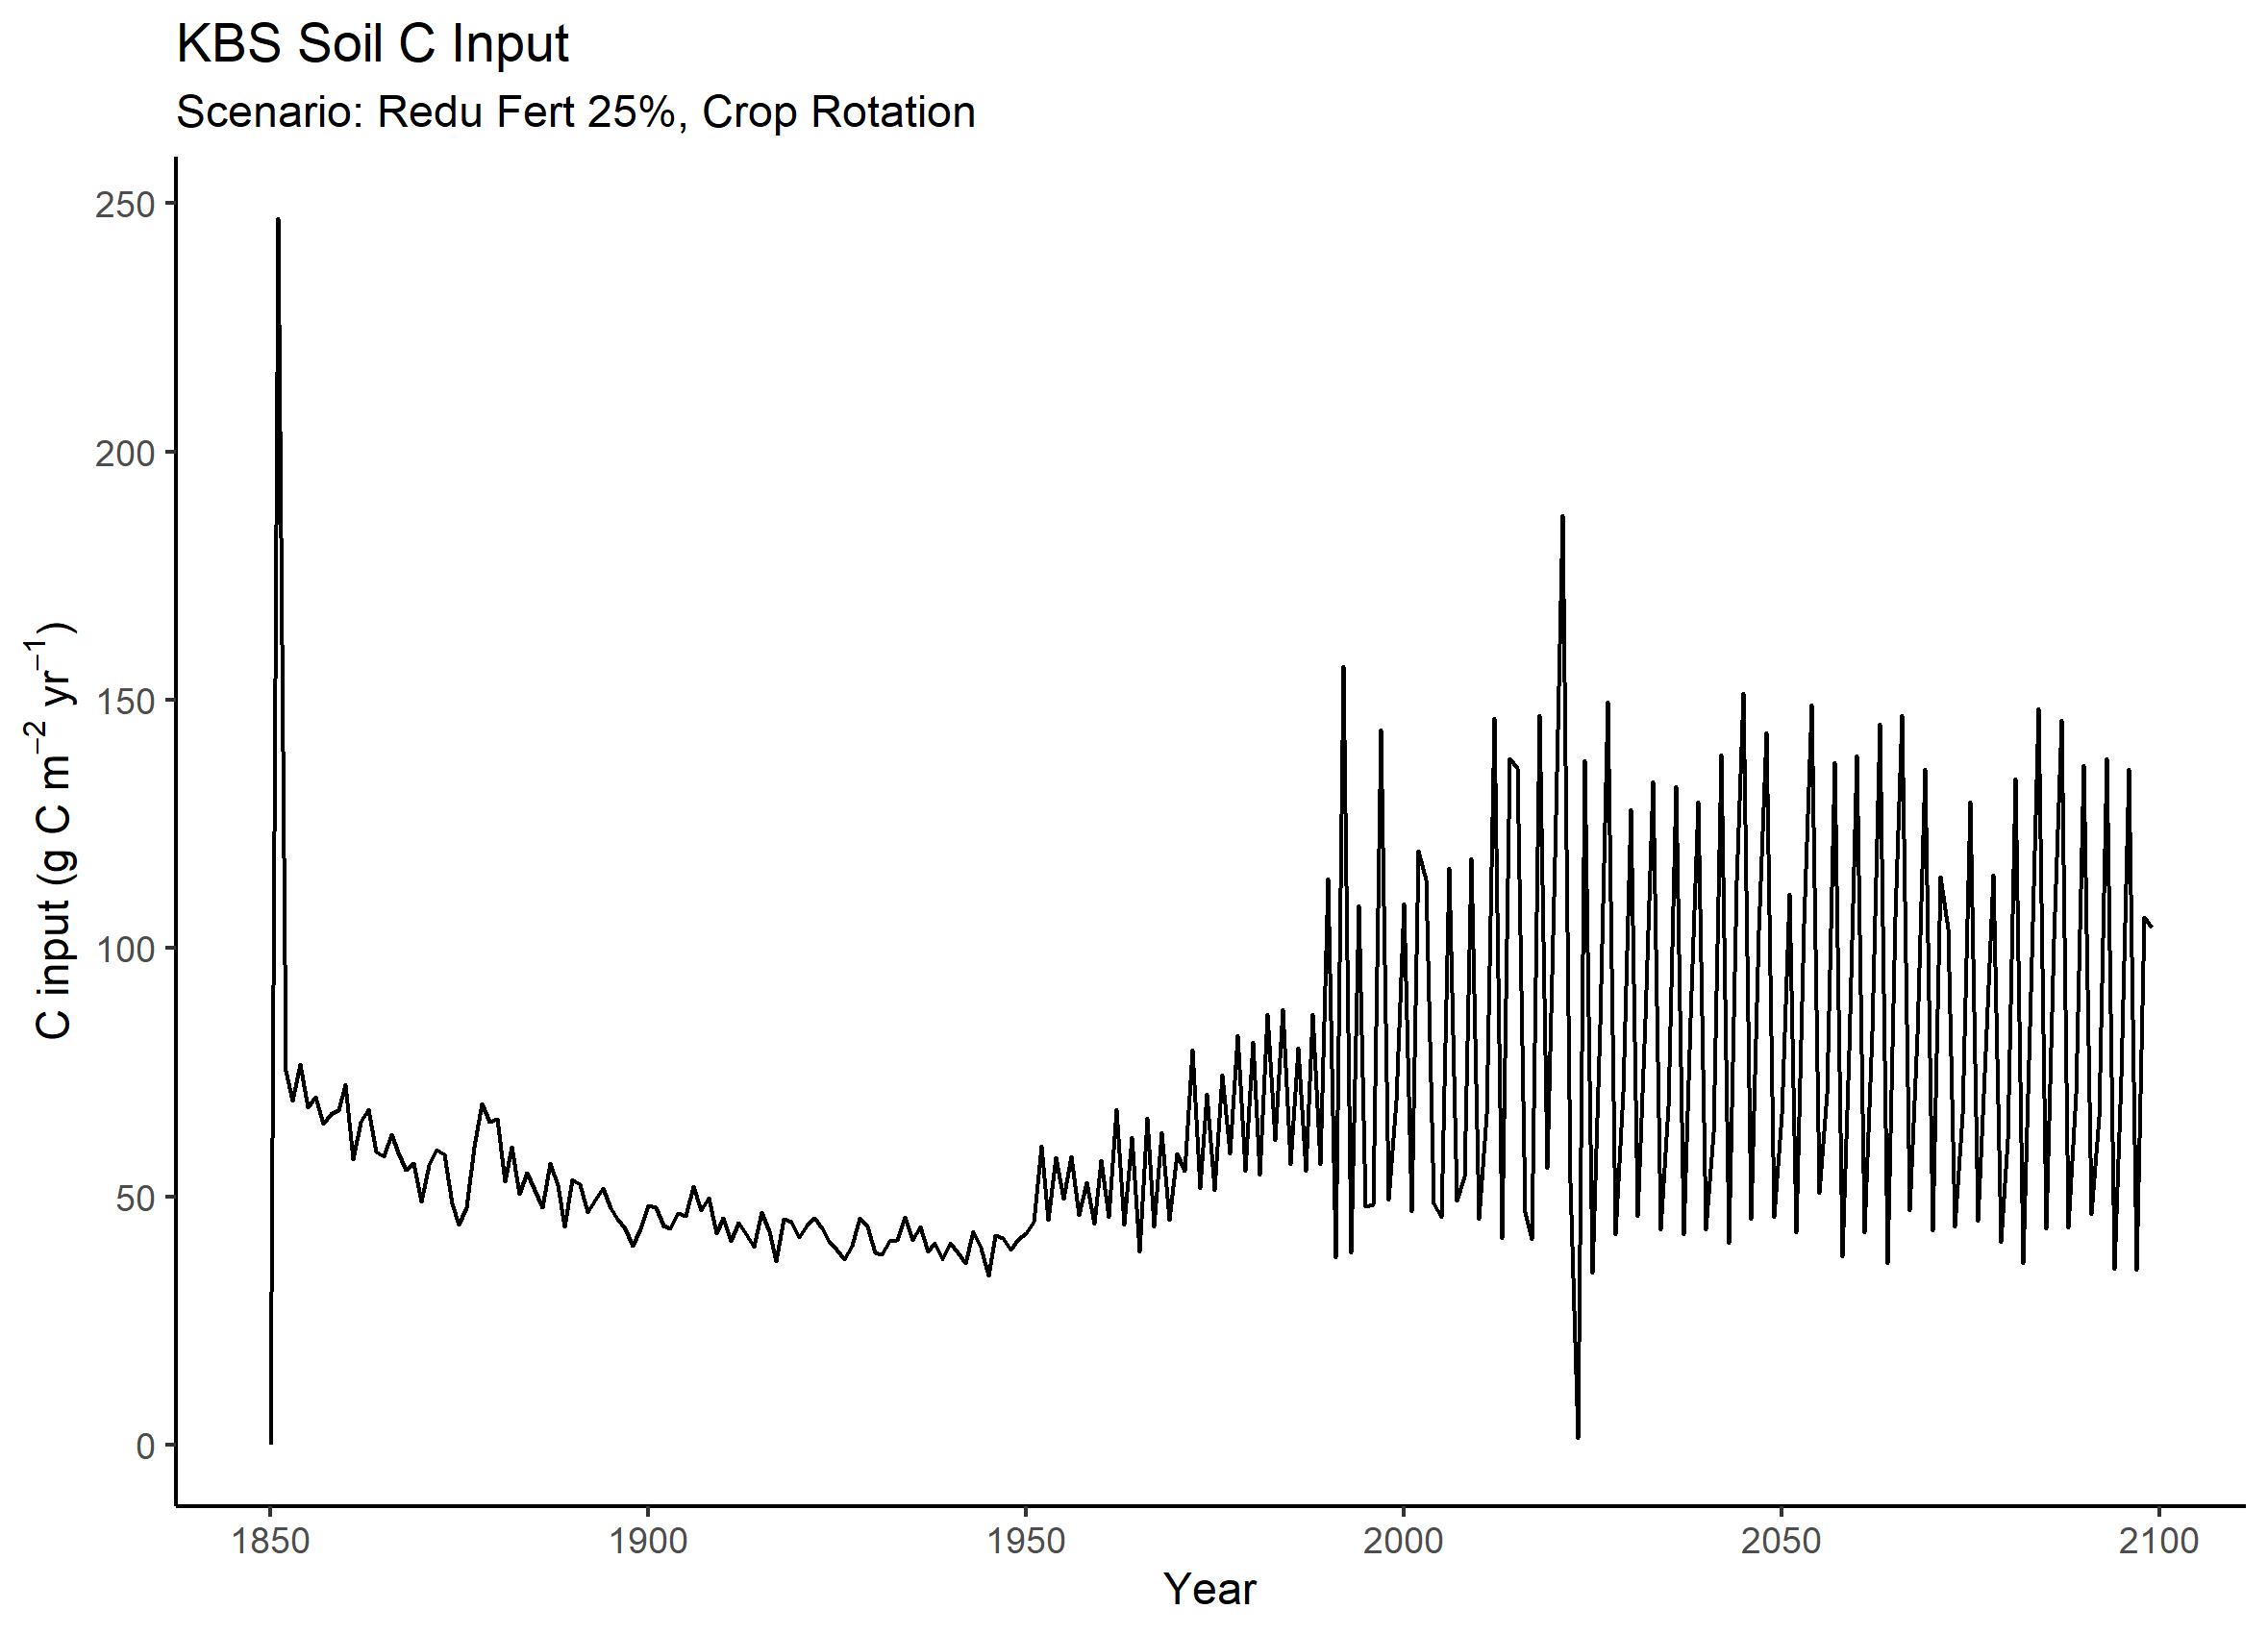 KBS Soil C Input
Scenario: Redu Fert 25%, Crop Rotation
250
200
150
100
50
0
C input (g C m⁻² yr⁻¹)
1850 1900 1950 2000 2050 2100
Year